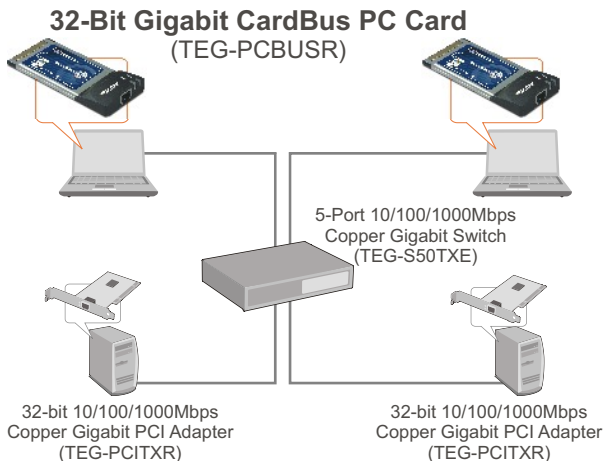 32-Bit Gigabit CardBus PC Card
(TEG-PCBUSR)
5-Port 10/100/1000Mbps
Copper Gigabit Switch
(TEG-S50TXE)
32-bit 10/100/1000Mbps
Copper Gigabit PCI Adapter
(TEG-PCITXR)
32-bit 10/100/1000Mbps
Copper Gigabit PCI Adapter
(TEG-PCITXR)